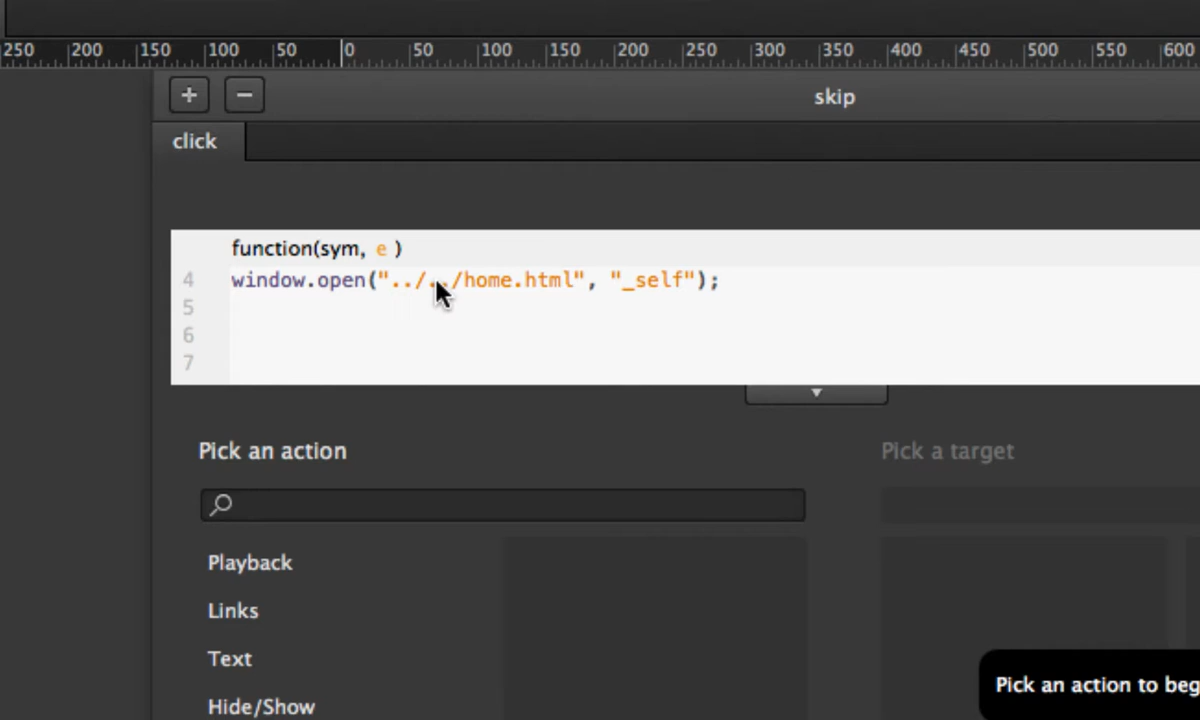 250 200 150 100 50 0 50 100 150 200 250 300 350 400 450 500 550 600
+ − skip
click
function(sym, e )
4 window.open("../../home.html", "_self");
5
6
7
Pick an action Pick a target
Playback
Links
Text
Hide/Show
Pick an action to beg